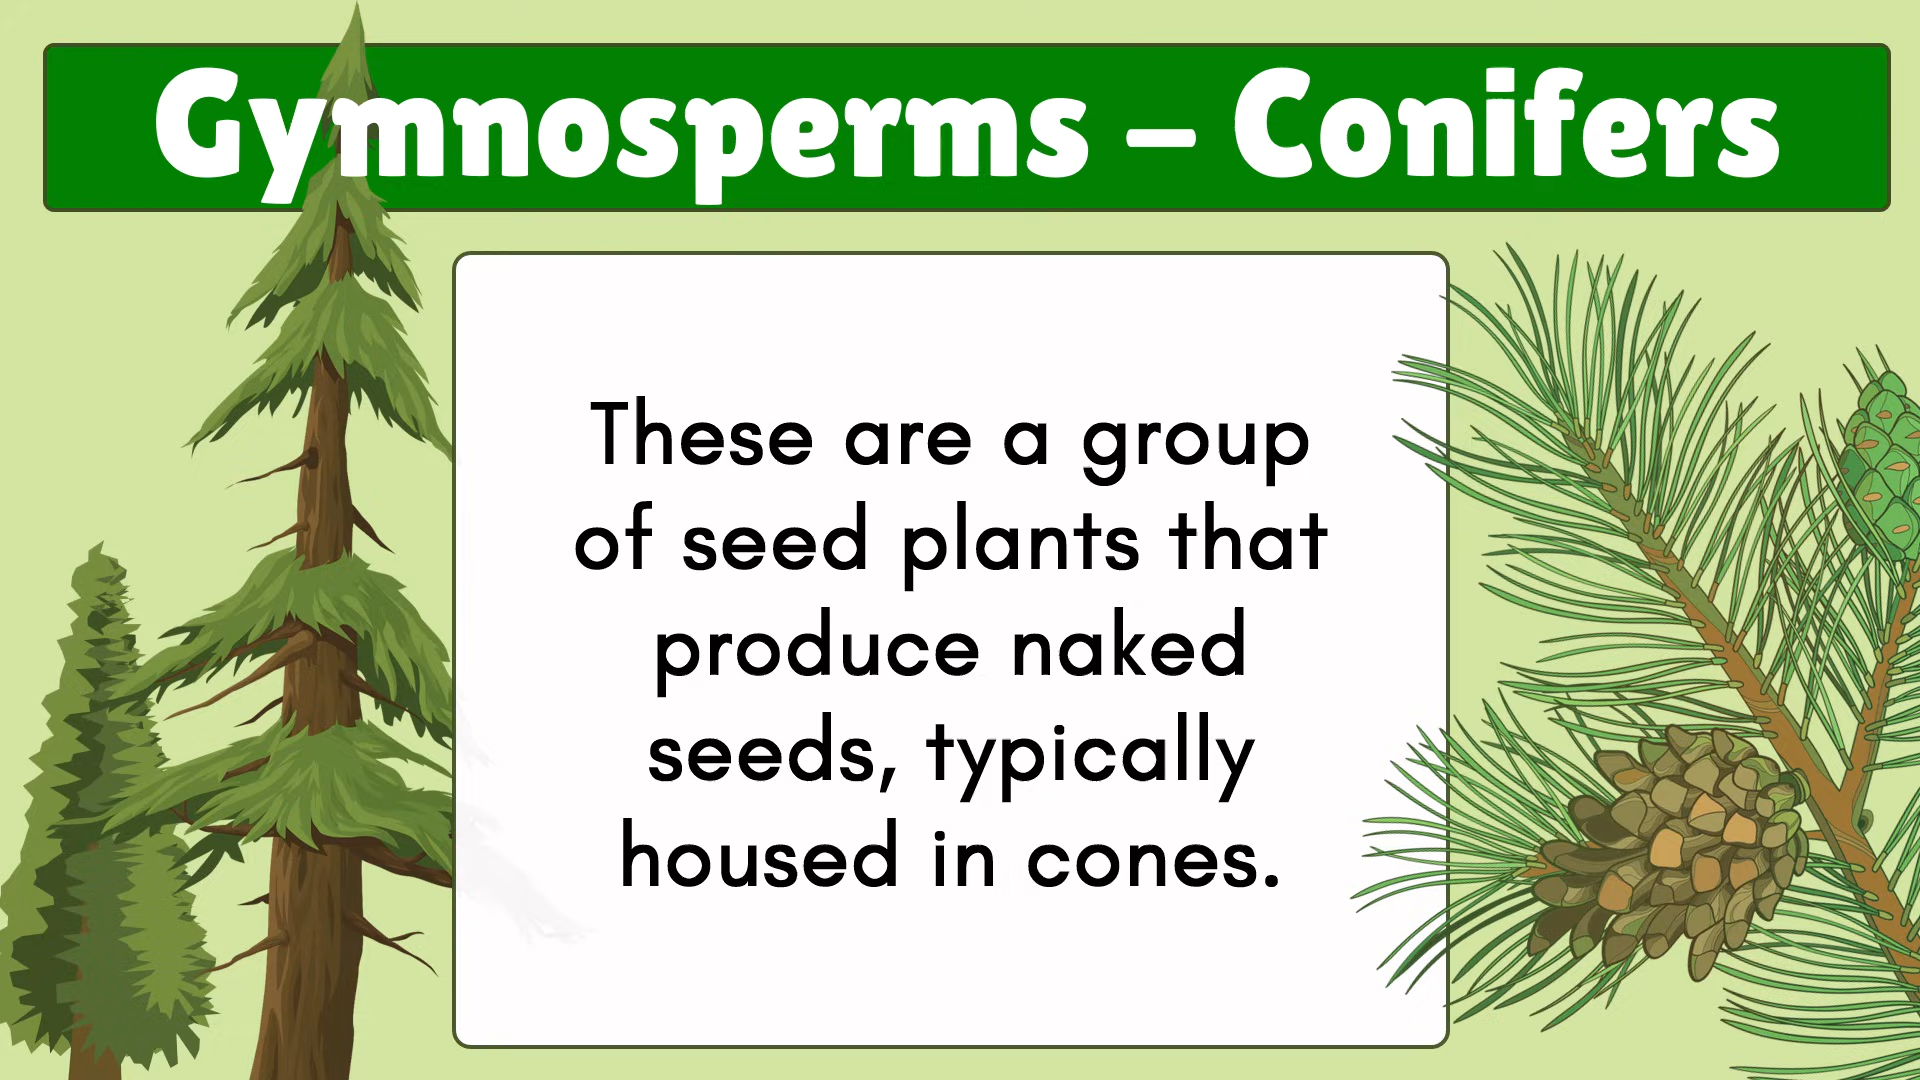 Gymnosperms – Conifers
These are a group
of seed plants that
produce naked
seeds, typically
housed in cones.